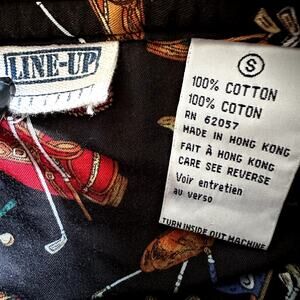 LINE-UP
S
100% COTTON
100% COTON
RN 62057
MADE IN HONG KONG
FAIT À HONG KONG
CARE SEE REVERSE
Voir entretien
au verso
TURN INSIDE OUT MACHINE